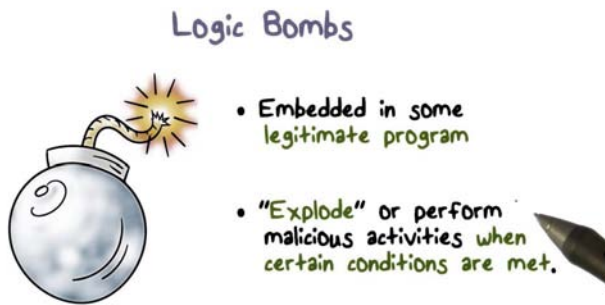 Logic Bombs
• Embedded in some
legitimate program
• "Explode" or perform
malicious activities when
certain conditions are met.